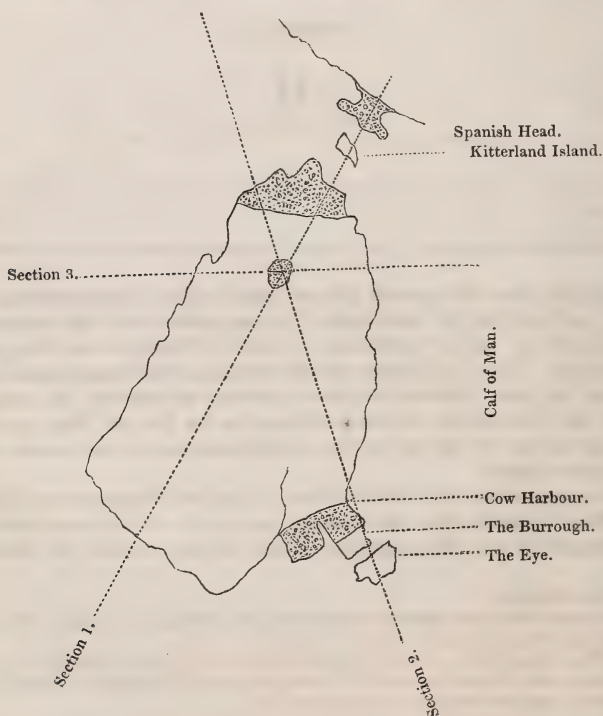 Spanish Head.
Kitterland Island.
Section 3.
Calf of Man.
Cow Harbour.
The Burrough.
The Eye.
Section 1.
Section 2.